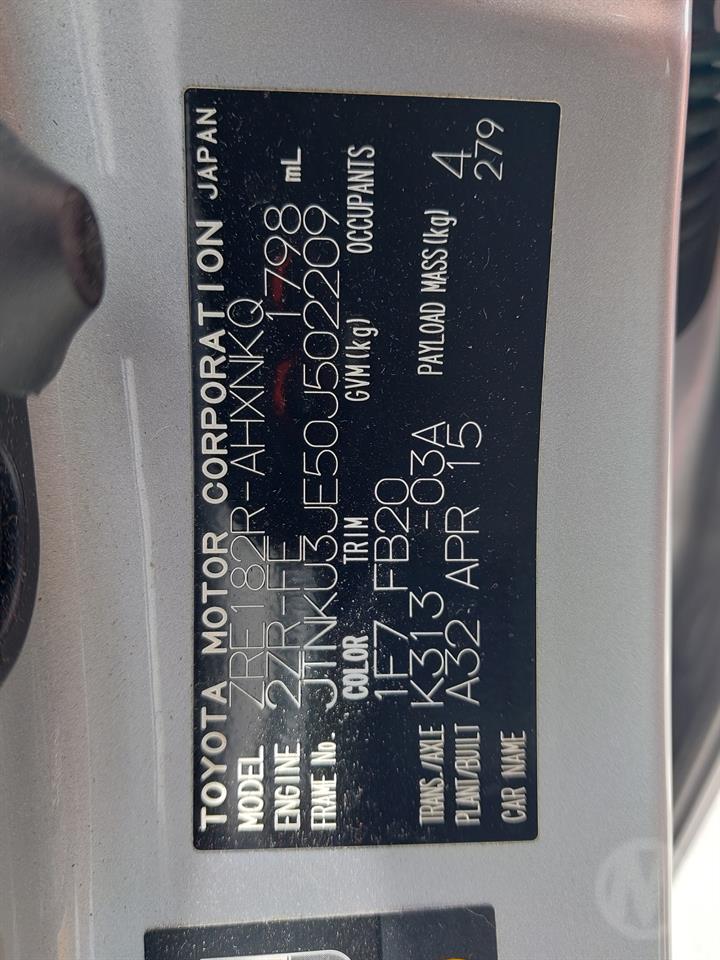 TOYOTA MOTOR CORPORATION JAPAN
MODEL ZRE182R-AHXNKQ
ENGINE 2ZR-FE 1798 mL
FRAME No. JTNKU3JE50J502209
COLOR TRIM GVM(kg) OCCUPANTS
1F7 FB20 4
TRANS./AXLE K313 -03A PAYLOAD MASS(kg) 279
PLANT/BUILT A32 APR 15
CAR NAME